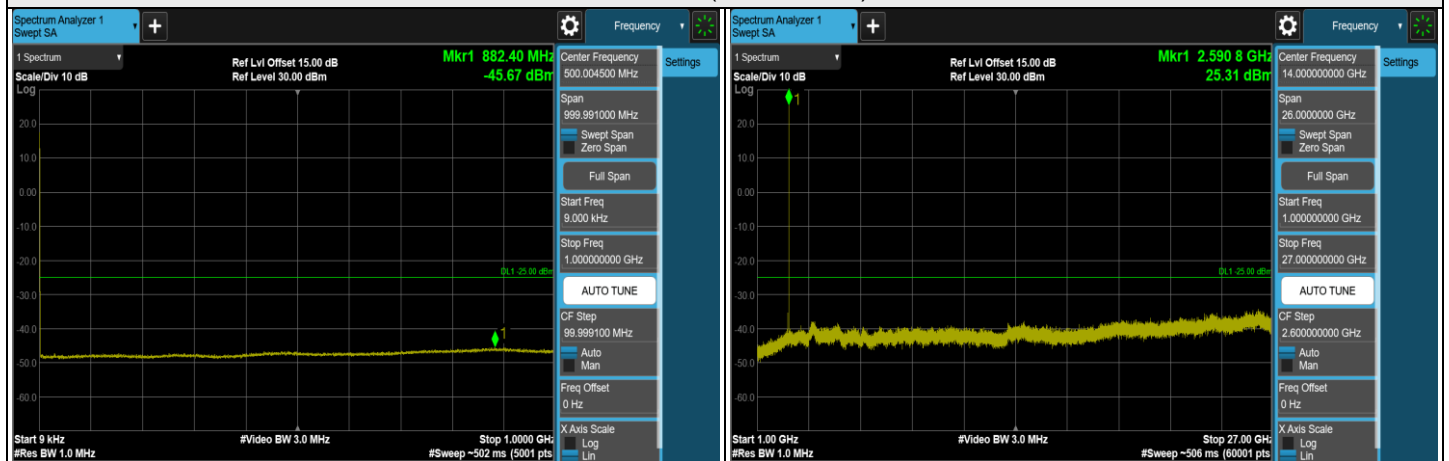 Spectrum Analyzer 1
Swept SA
+
Frequency
1 Spectrum
Scale/Div 10 dB
Log
Ref Lvl Offset 15.00 dB
Ref Level 30.00 dBm
Mkr1 882.40 MHz
-45.67 dBm
20.0
10.0
0.00
-10.0
-20.0
-30.0
-40.0
-50.0
-60.0
DL1 -25.00 dBm
1
Start 9 kHz
#Res BW 1.0 MHz
#Video BW 3.0 MHz
Stop 1.0000 GHz
#Sweep ~502 ms (5001 pts)
Center Frequency
500.004500 MHz
Span
999.991000 MHz
Swept Span
Zero Span
Full Span
Start Freq
9.000 kHz
Stop Freq
1.000000000 GHz
AUTO TUNE
CF Step
99.999100 MHz
Auto
Man
Freq Offset
0 Hz
X Axis Scale
Log
Lin
Settings
Spectrum Analyzer 1
Swept SA
+
Frequency
1 Spectrum
Scale/Div 10 dB
Log
Ref Lvl Offset 15.00 dB
Ref Level 30.00 dBm
Mkr1 2.590 8 GHz
25.31 dBm
1
20.0
10.0
0.00
-10.0
-20.0
-30.0
-40.0
-50.0
-60.0
DL1 -25.00 dBm
Start 1.00 GHz
#Res BW 1.0 MHz
#Video BW 3.0 MHz
Stop 27.00 GHz
#Sweep ~506 ms (60001 pts)
Center Frequency
14.000000000 GHz
Span
26.0000000 GHz
Swept Span
Zero Span
Full Span
Start Freq
1.000000000 GHz
Stop Freq
27.000000000 GHz
AUTO TUNE
CF Step
2.600000000 GHz
Auto
Man
Freq Offset
0 Hz
X Axis Scale
Log
Lin
Settings